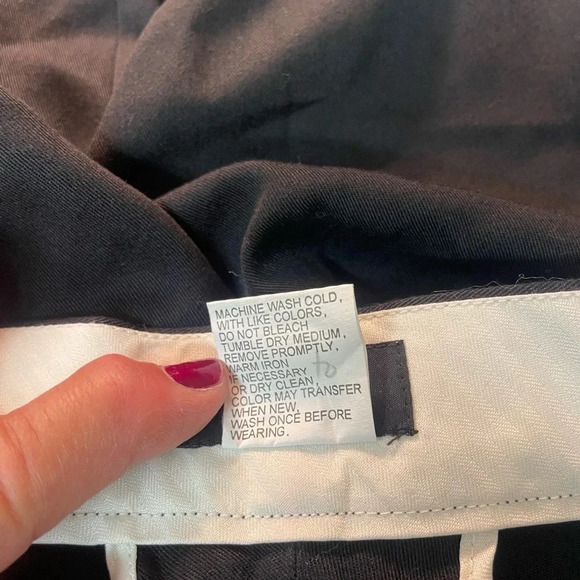 MACHINE WASH COLD,
WITH LIKE COLORS,
DO NOT BLEACH
TUMBLE DRY MEDIUM,
REMOVE PROMPTLY,
WARM IRON
IF NECESSARY
OR DRY CLEAN,
COLOR MAY TRANSFER
WHEN NEW,
WASH ONCE BEFORE
WEARING.